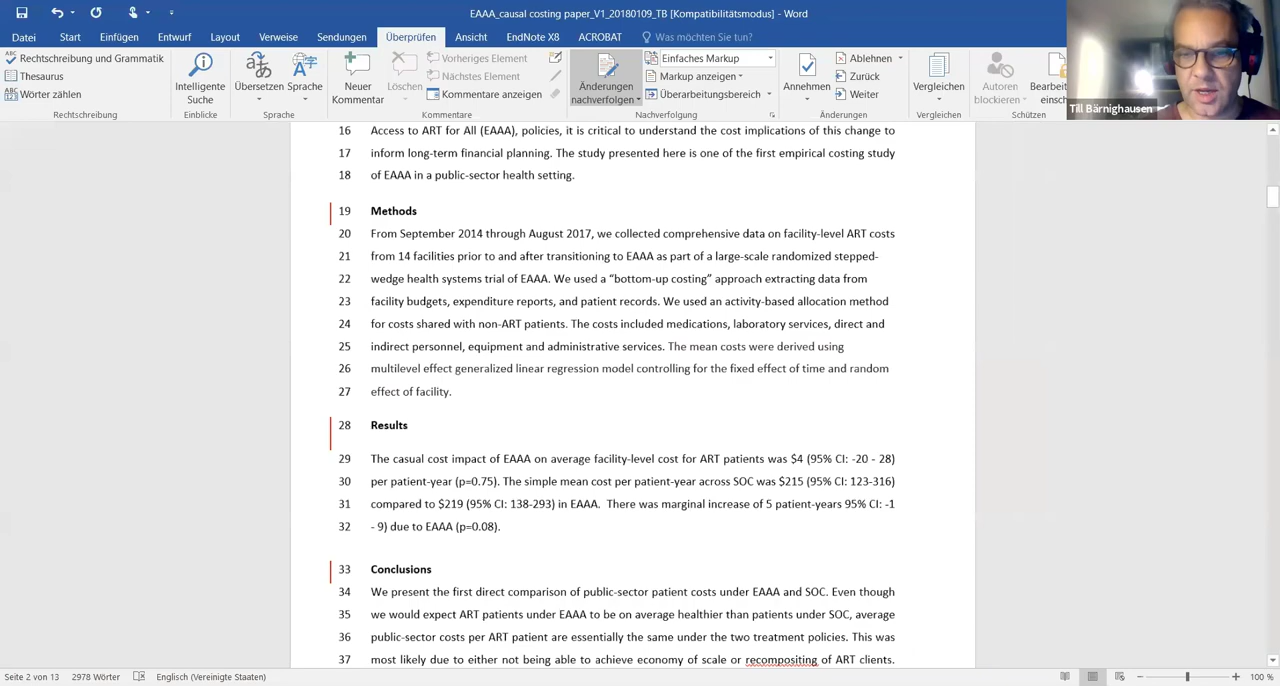 EAAA_causal costing paper_V1_20180109_TB [Kompatibilitätsmodus] - Word
Datei Start Einfügen Entwurf Layout Verweise Sendungen Überprüfen Ansicht EndNote X8 ACROBAT Was möchten Sie tun?
Rechtschreibung und Grammatik
Thesaurus
Wörter zählen
Rechtschreibung
Intelligente Suche
Einblicke
Übersetzen Sprache
Sprache
Neuer Kommentar
Löschen
Vorheriges Element
Nächstes Element
Kommentare anzeigen
Kommentare
Änderungen nachverfolgen
Einfaches Markup
Markup anzeigen
Überarbeitungsbereich
Nachverfolgung
Annehmen
Ablehnen
Zurück
Weiter
Änderungen
Vergleichen
Vergleichen
Autoren blockieren
Bearbeit
einsch
Schützen
Till Bärnighausen
16 Access to ART for All (EAAA), policies, it is critical to understand the cost implications of this change to
17 inform long-term financial planning. The study presented here is one of the first empirical costing study
18 of EAAA in a public-sector health setting.
19 Methods
20 From September 2014 through August 2017, we collected comprehensive data on facility-level ART costs
21 from 14 facilities prior to and after transitioning to EAAA as part of a large-scale randomized stepped-
22 wedge health systems trial of EAAA. We used a “bottom-up costing” approach extracting data from
23 facility budgets, expenditure reports, and patient records. We used an activity-based allocation method
24 for costs shared with non-ART patients. The costs included medications, laboratory services, direct and
25 indirect personnel, equipment and administrative services. The mean costs were derived using
26 multilevel effect generalized linear regression model controlling for the fixed effect of time and random
27 effect of facility.
28 Results
29 The casual cost impact of EAAA on average facility-level cost for ART patients was $4 (95% CI: -20 - 28)
30 per patient-year (p=0.75). The simple mean cost per patient-year across SOC was $215 (95% CI: 123-316)
31 compared to $219 (95% CI: 138-293) in EAAA.  There was marginal increase of 5 patient-years 95% CI: -1
32 - 9) due to EAAA (p=0.08).
33 Conclusions
34 We present the first direct comparison of public-sector patient costs under EAAA and SOC. Even though
35 we would expect ART patients under EAAA to be on average healthier than patients under SOC, average
36 public-sector costs per ART patient are essentially the same under the two treatment policies. This was
37 most likely due to either not being able to achieve economy of scale or recompositing of ART clients.
Seite 2 von 13 2978 Wörter Englisch (Vereinigte Staaten) 100 %